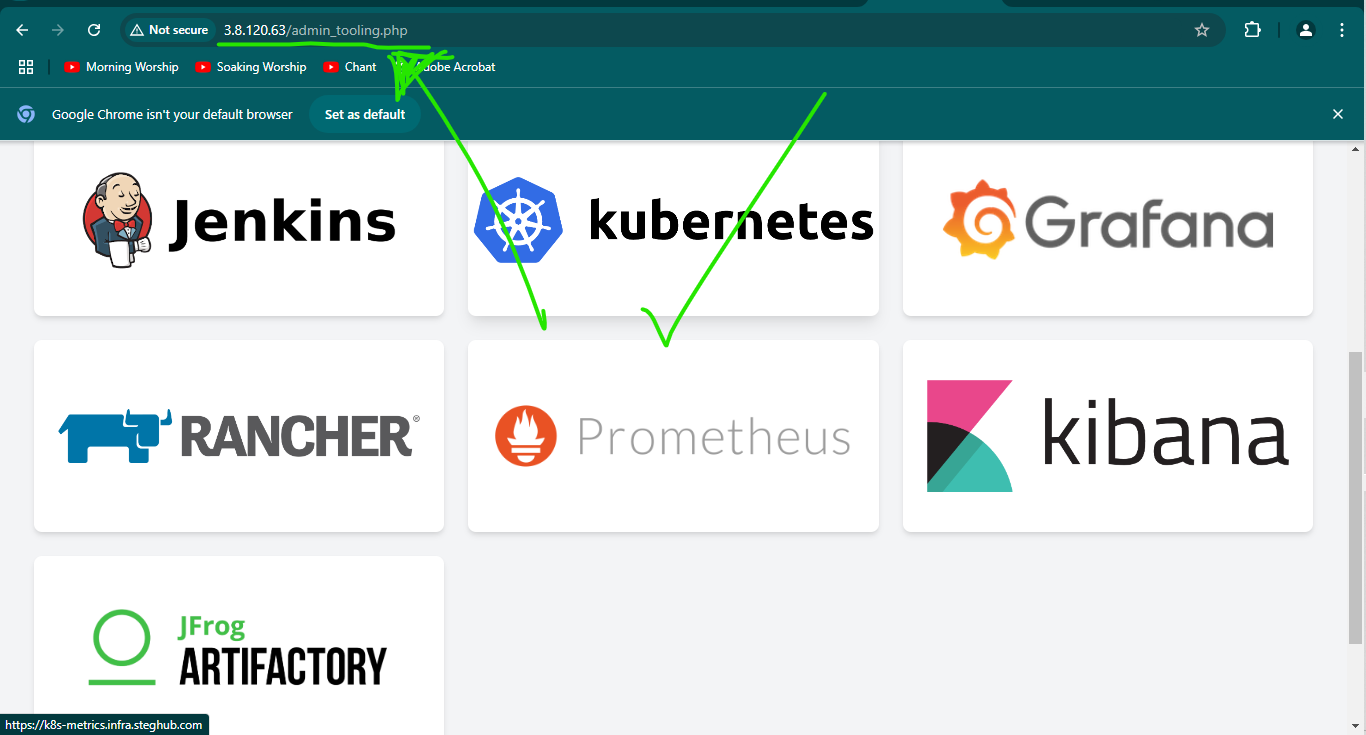 Not secure 3.8.120.63/admin_tooling.php
Morning Worship Soaking Worship Chant dobe Acrobat
Google Chrome isn't your default browser Set as default
Jenkins kubernetes Grafana
RANCHER® Prometheus kibana
JFrog
ARTIFACTORY
https://k8s-metrics.infra.steghub.com